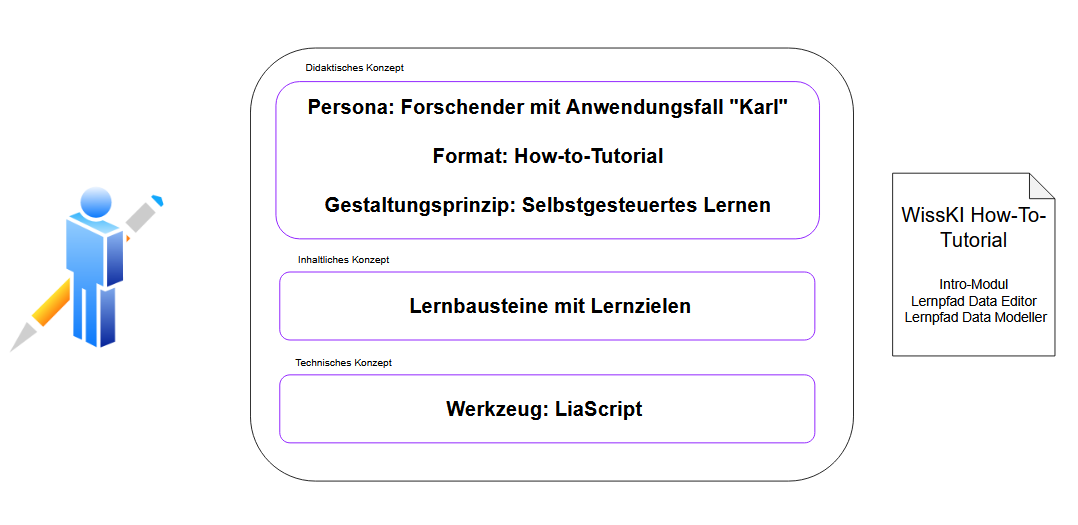 Didaktisches Konzept
Persona: Forschender mit Anwendungsfall "Karl"
Format: How-to-Tutorial
Gestaltungsprinzip: Selbstgesteuertes Lernen
Inhaltliches Konzept
Lernbausteine mit Lernzielen
Technisches Konzept
Werkzeug: LiaScript
WissKI How-To-
Tutorial
Intro-Modul
Lernpfad Data Editor
Lernpfad Data Modeller